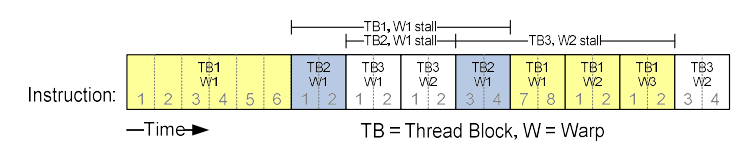 TB1, W1 stall
TB2, W1 stall
TB3, W2 stall
Instruction:
TB1 W1
1 2 3 4 5 6
TB2 W1
1 2
TB3 W1
1 2
TB3 W2
1 2
TB2 W1
3 4
TB1 W1
7 8
TB1 W2
1 2
TB1 W3
1 2
TB3 W2
3 4
Time
TB = Thread Block, W = Warp